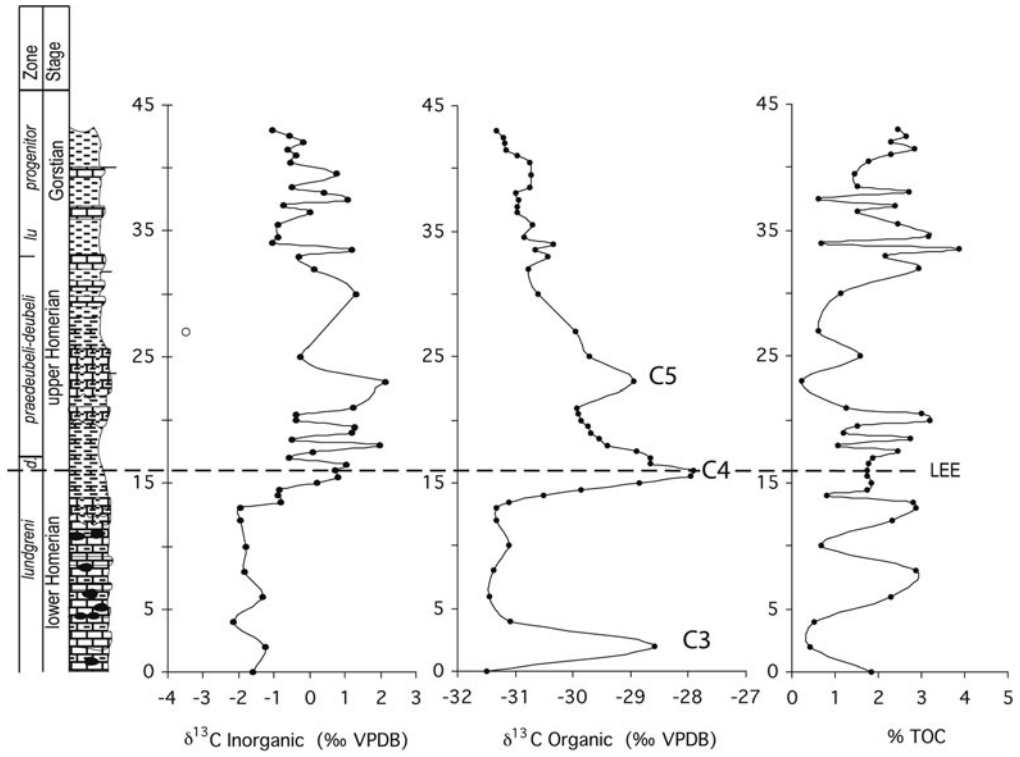 Zone
Stage
progenitor
Gorstian
lu
praedeubeli-deubeli
upper Homerian
d.
lundgreni
lower Homerian
45
35
25
15
5
0
-4 -3 -2 -1 0 1 2 3
δ13C Inorganic (‰ VPDB)
45
35
25
15
5
0
C5
C4
C3
-32 -31 -30 -29 -28 -27
δ13C Organic (‰ VPDB)
45
35
25
15
5
0
LEE
0 1 2 3 4 5
% TOC